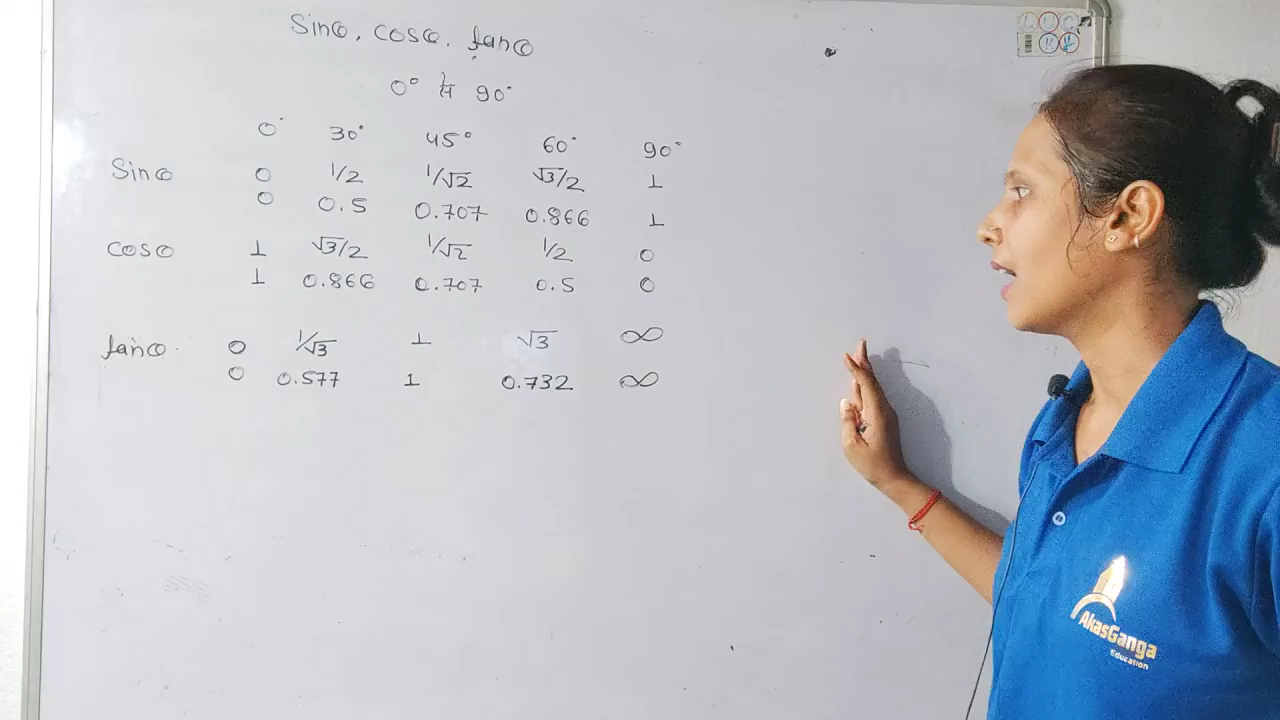 Sinθ, cosθ. tanθ
0° से 90°
0° 30° 45° 60° 90°
Sinθ 0 1/2 1/√2 √3/2 1
0 0.5 0.707 0.866 1
cosθ 1 √3/2 1/√2 1/2 0
1 0.866 0.707 0.5 0
tanθ. 0 1/√3 1 √3 ∞
0 0.577 1 0.732 ∞
AkasGanga
Education